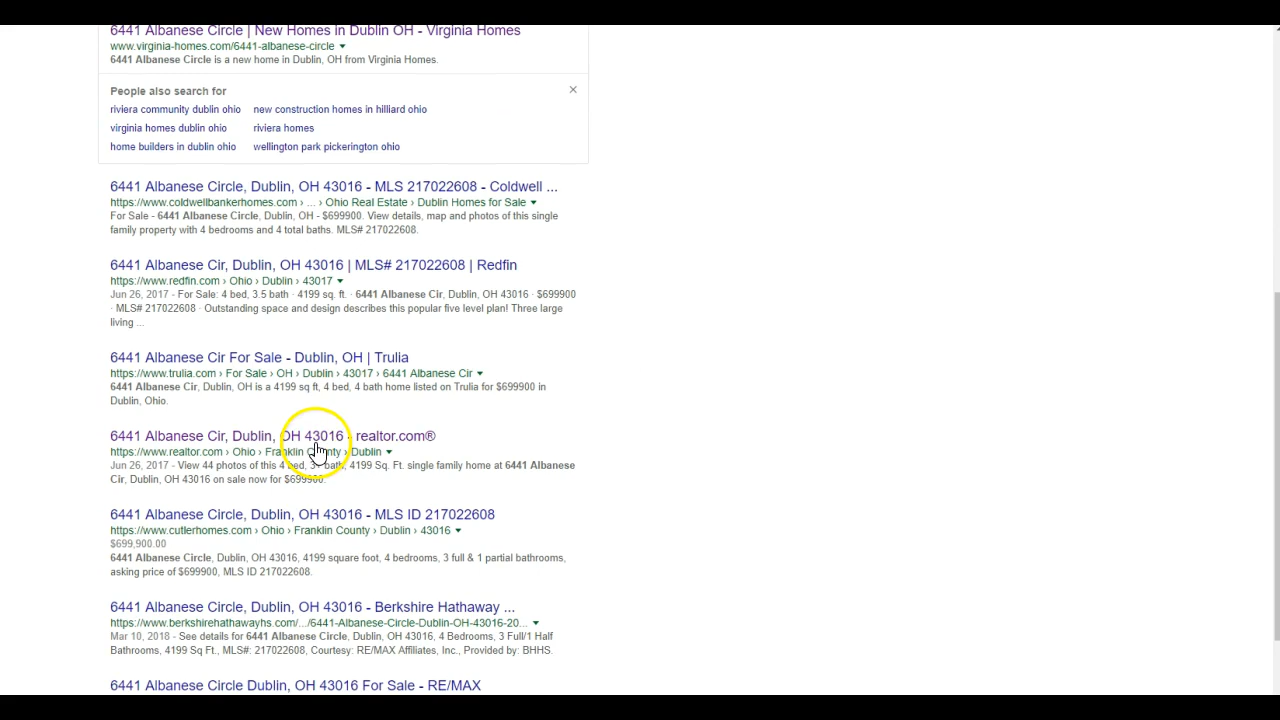 6441 Albanese Circle | New Homes in Dublin OH - Virginia Homes
www.virginia-homes.com/6441-albanese-circle
6441 Albanese Circle is a new home in Dublin, OH from Virginia Homes.
People also search for
riviera community dublin ohio new construction homes in hilliard ohio
virginia homes dublin ohio riviera homes
home builders in dublin ohio wellington park pickerington ohio
6441 Albanese Circle, Dublin, OH 43016 - MLS 217022608 - Coldwell ...
https://www.coldwellbankerhomes.com › ... › Ohio Real Estate › Dublin Homes for Sale
For Sale - 6441 Albanese Circle, Dublin, OH - $699900. View details, map and photos of this single
family property with 4 bedrooms and 4 total baths. MLS# 217022608.
6441 Albanese Cir, Dublin, OH 43016 | MLS# 217022608 | Redfin
https://www.redfin.com › Ohio › Dublin › 43017
Jun 26, 2017 - For Sale: 4 bed, 3.5 bath · 4199 sq. ft. · 6441 Albanese Cir, Dublin, OH 43016 · $699900
· MLS# 217022608 · Outstanding space and design describes this popular five level plan! Three large
living ...
6441 Albanese Cir For Sale - Dublin, OH | Trulia
https://www.trulia.com › For Sale › OH › Dublin › 43017 › 6441 Albanese Cir
6441 Albanese Cir, Dublin, OH is a 4199 sq ft, 4 bed, 4 bath home listed on Trulia for $699900 in
Dublin, Ohio.
6441 Albanese Cir, Dublin, OH 43016 - realtor.com®
https://www.realtor.com › Ohio › Franklin County › Dublin
Jun 26, 2017 - View 44 photos of this 4 bed, bath, 4199 Sq. Ft. single family home at 6441 Albanese
Cir, Dublin, OH 43016 on sale now for $699900.
6441 Albanese Circle, Dublin, OH 43016 - MLS ID 217022608
https://www.cutlerhomes.com › Ohio › Franklin County › Dublin › 43016
$699,900.00
6441 Albanese Circle, Dublin, OH 43016, 4199 square foot, 4 bedrooms, 3 full & 1 partial bathrooms,
asking price of $699900, MLS ID 217022608.
6441 Albanese Circle, Dublin, OH 43016 - Berkshire Hathaway ...
https://www.berkshirehathawayhs.com/.../6441-Albanese-Circle-Dublin-OH-43016-20...
Mar 10, 2018 - See details for 6441 Albanese Circle, Dublin, OH 43016, 4 Bedrooms, 3 Full/1 Half
Bathrooms, 4199 Sq Ft., MLS#: 217022608, Courtesy: RE/MAX Affiliates, Inc., Provided by: BHHS.
6441 Albanese Circle Dublin, OH 43016 For Sale - RE/MAX